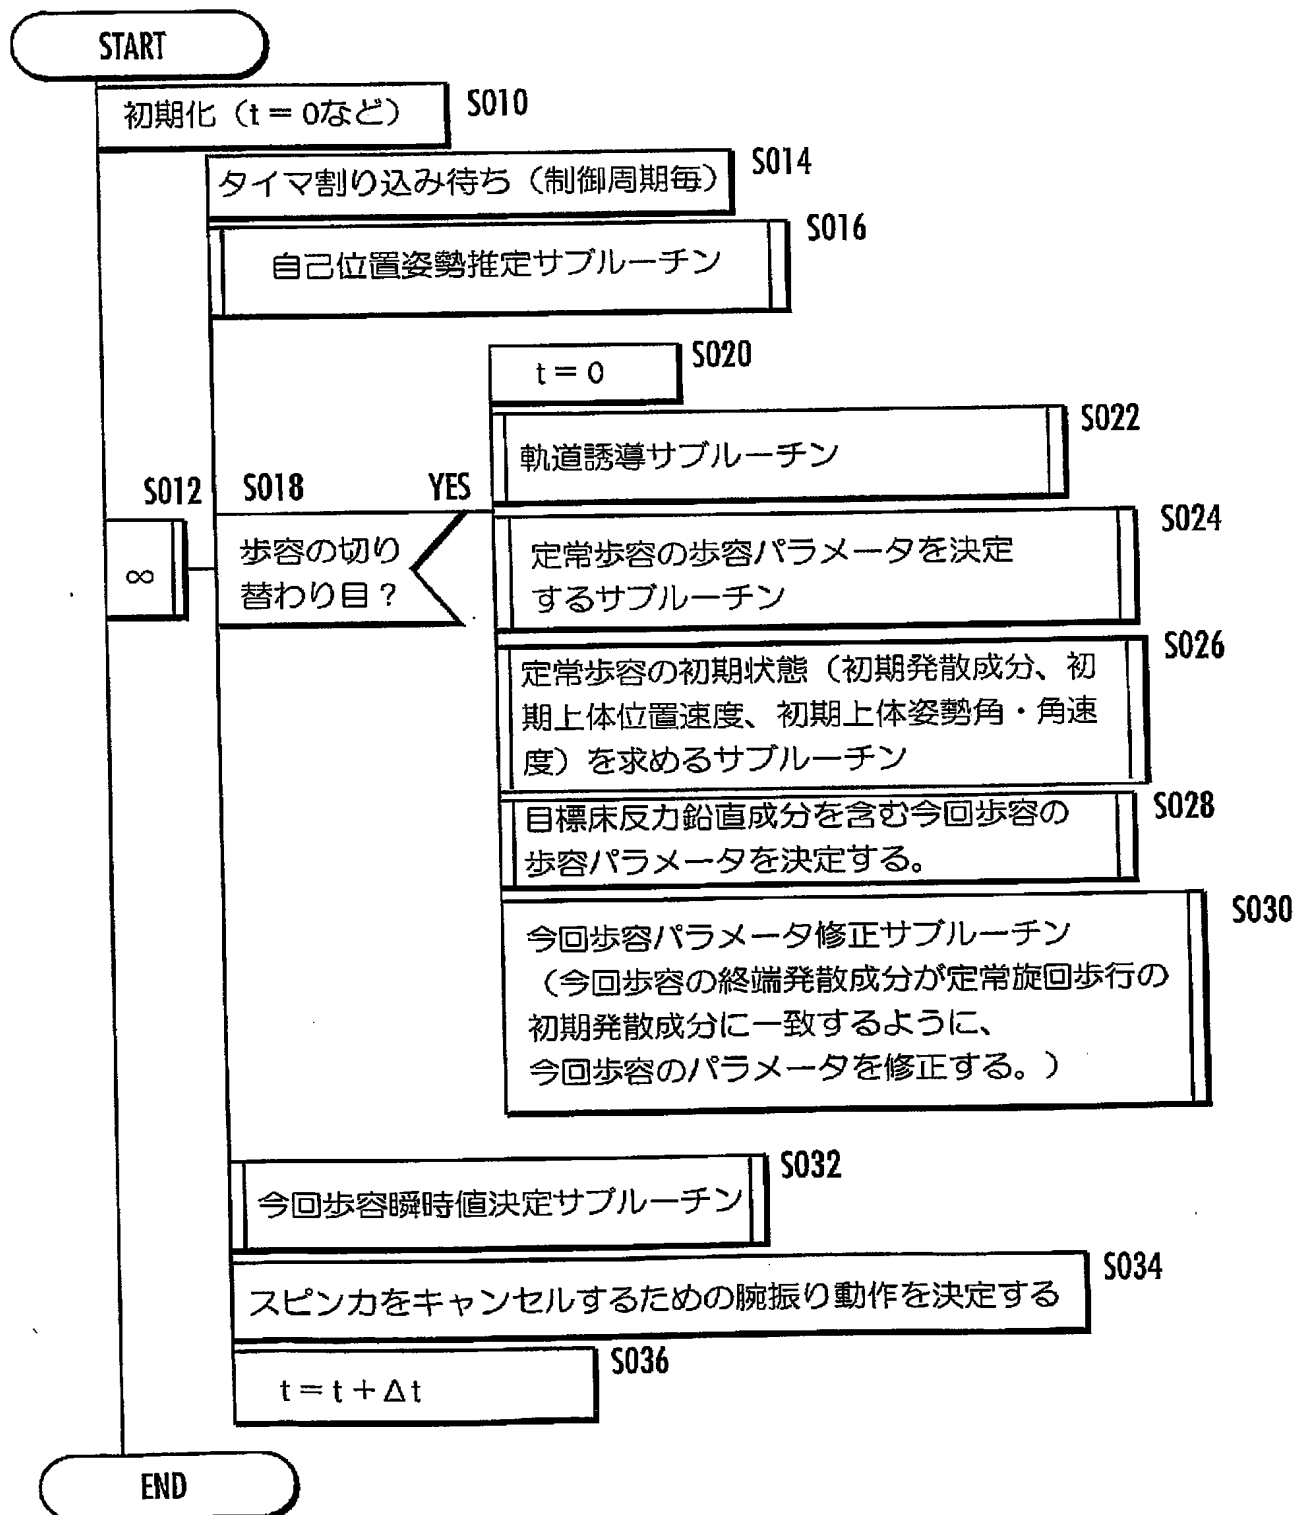 START
初期化（t＝0など） S010
タイマ割り込み待ち（制御周期毎） S014
自己位置姿勢推定サブルーチン S016
t＝0 S020
軌道誘導サブルーチン S022
S012 S018 YES
∞
歩容の切り
替わり目？
定常歩容の歩容パラメータを決定
するサブルーチン
S024
定常歩容の初期状態（初期発散成分、初
期上体位置速度、初期上体姿勢角・角速
度）を求めるサブルーチン
S026
目標床反力鉛直成分を含む今回歩容の
歩容パラメータを決定する。
S028
今回歩容パラメータ修正サブルーチン
（今回歩容の終端発散成分が定常旋回歩行の
初期発散成分に一致するように、
今回歩容のパラメータを修正する。）
S030
今回歩容瞬時値決定サブルーチン S032
スピン力をキャンセルするための腕振り動作を決定する S034
t＝t＋Δt S036
END